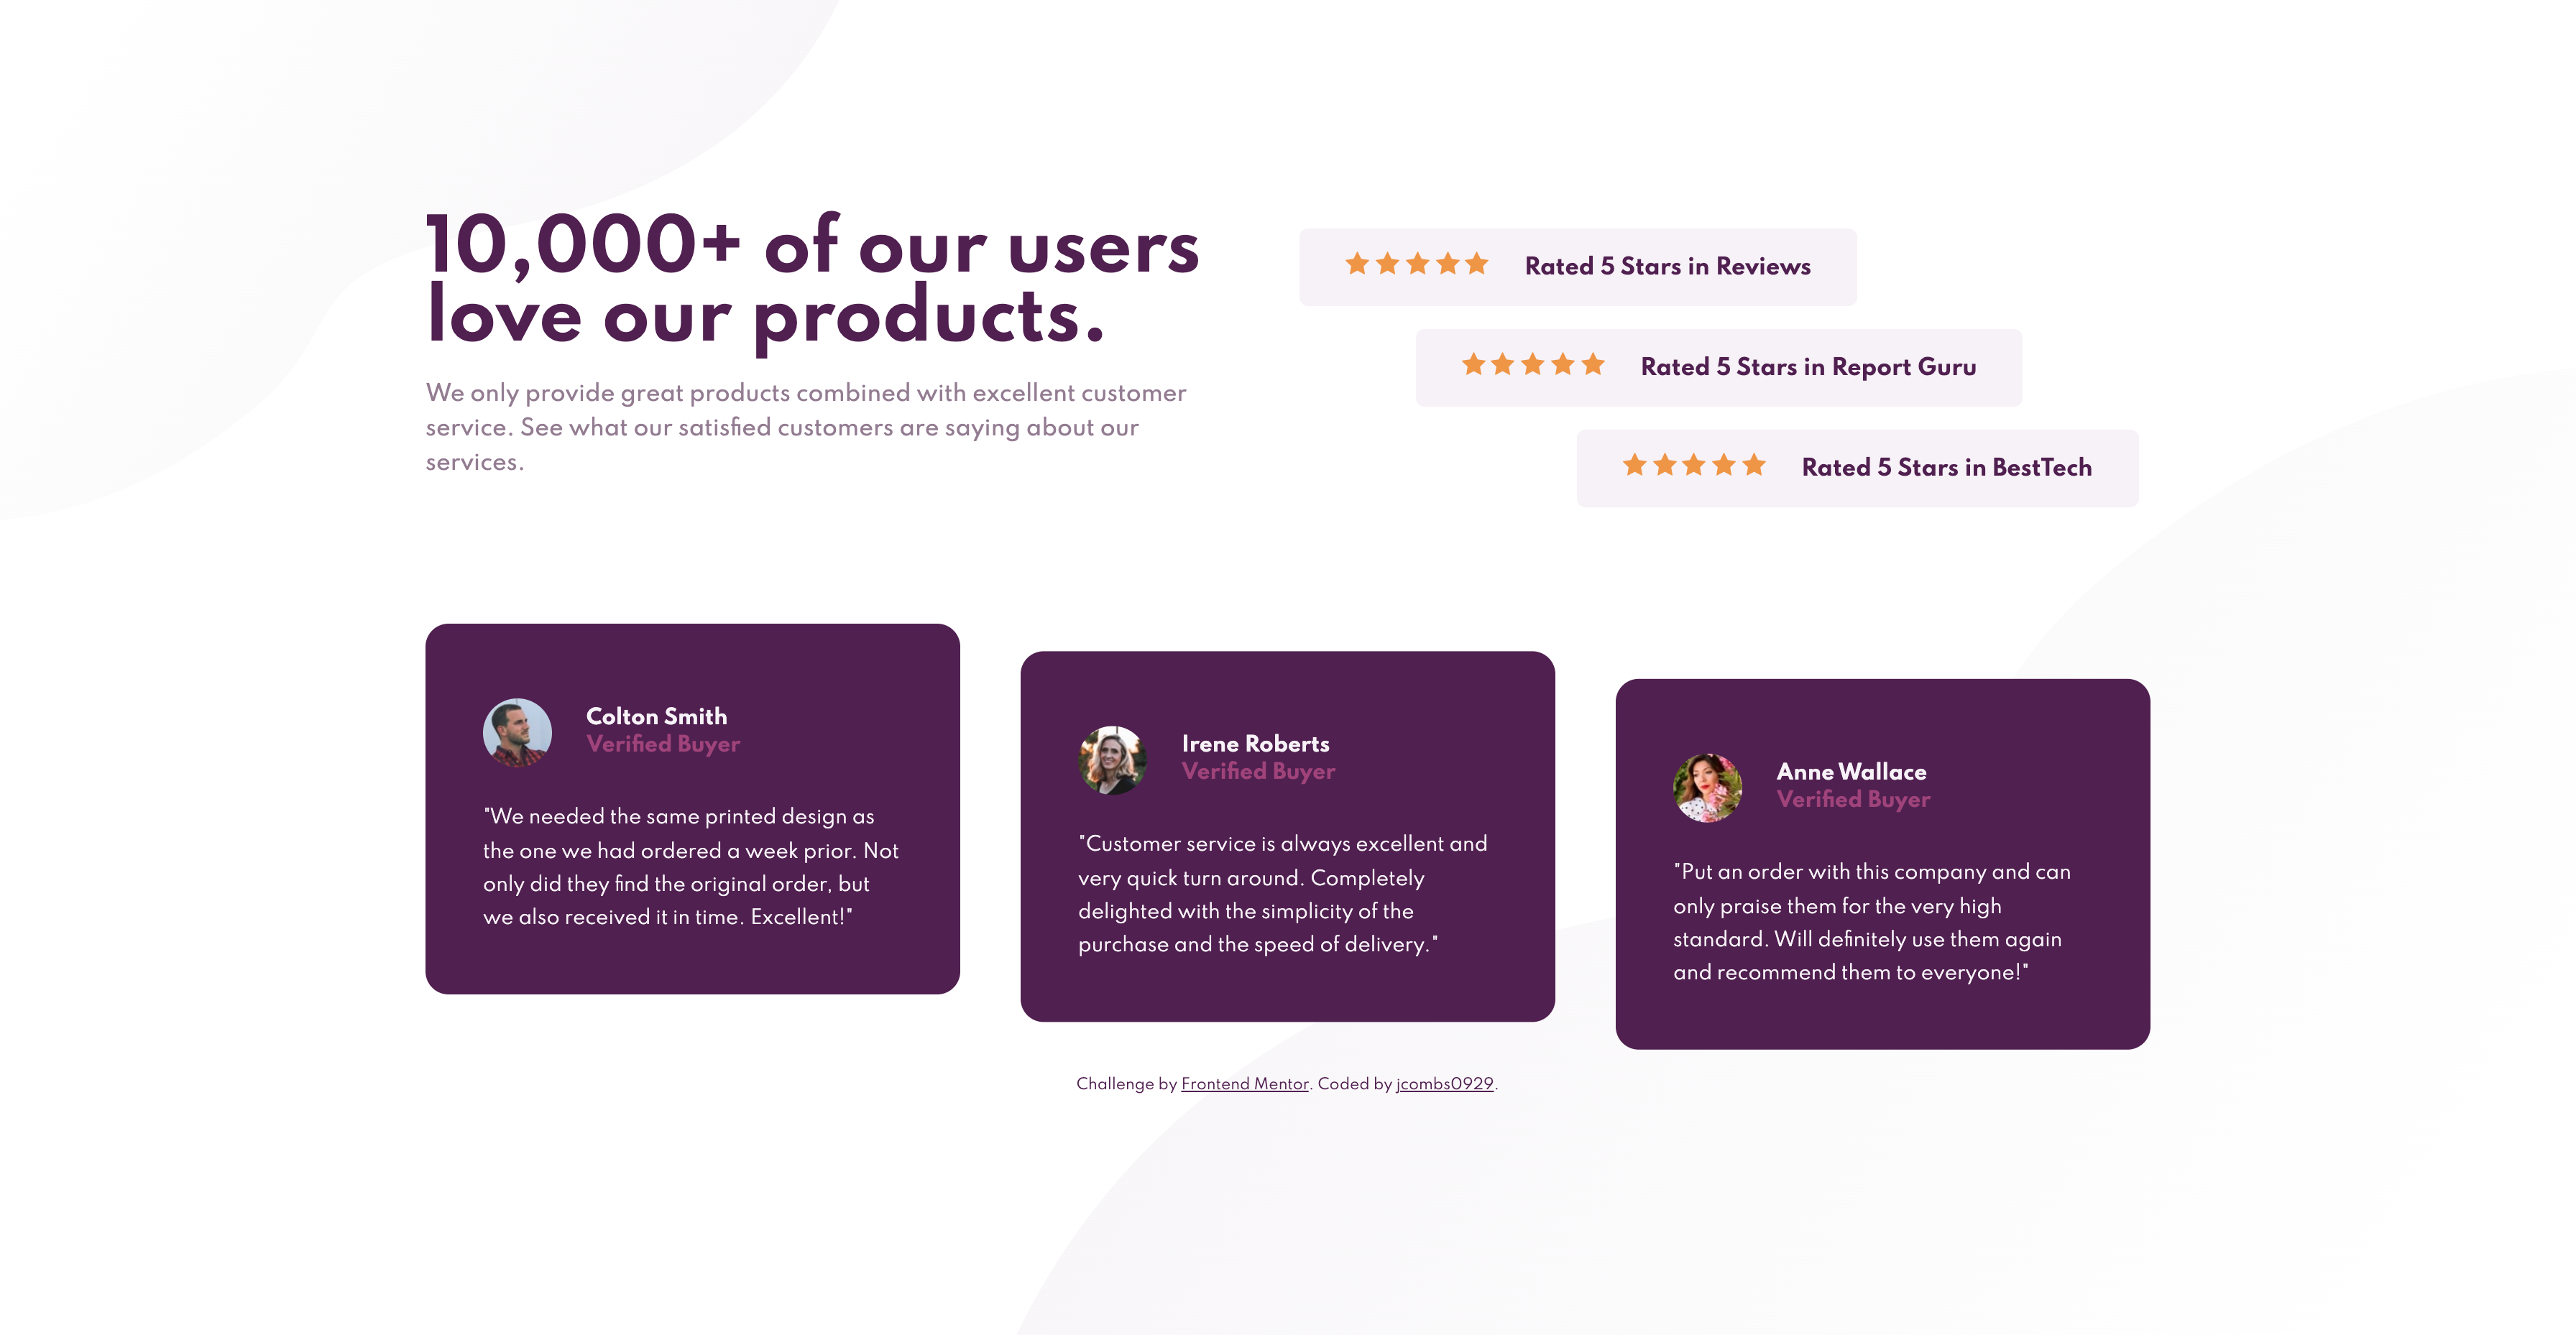 10,000+ of our users
love our products.
We only provide great products combined with excellent customer
service. See what our satisfied customers are saying about our
services.
Rated 5 Stars in Reviews
Rated 5 Stars in Report Guru
Rated 5 Stars in BestTech
Colton Smith
Verified Buyer
"We needed the same printed design as
the one we had ordered a week prior. Not
only did they find the original order, but
we also received it in time. Excellent!"
Irene Roberts
Verified Buyer
"Customer service is always excellent and
very quick turn around. Completely
delighted with the simplicity of the
purchase and the speed of delivery."
Anne Wallace
Verified Buyer
"Put an order with this company and can
only praise them for the very high
standard. Will definitely use them again
and recommend them to everyone!"
Challenge by Frontend Mentor. Coded by jcombs0929.